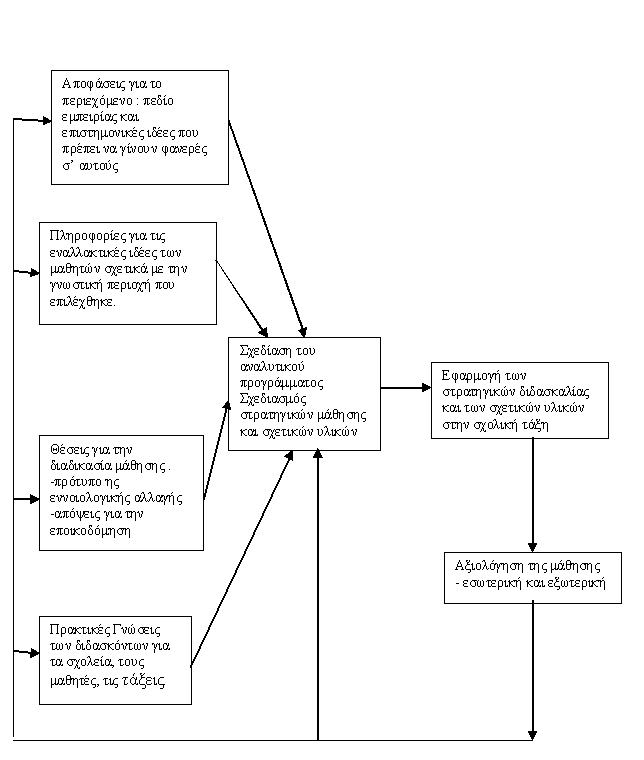 Αποφάσεις για το
περιεχόμενο : πεδίο
εμπειρίας και
επιστημονικές ιδέες που
πρέπει να γίνουν φανερές
σ’ αυτούς
Πληροφορίες για τις
εναλλακτικές ιδέες των
μαθητών σχετικά με την
γνωστική περιοχή που
επιλέχθηκε.
Σχεδίαση του
αναλυτικού
προγράμματος
Σχεδιασμός
στρατηγικών μάθησης
και σχετικών υλικών
Εφαρμογή των
στρατηγικών διδασκαλίας
και των σχετικών υλικών
στην σχολική τάξη
Θέσεις για την
διαδικασία μάθησης .
-πρότυπο ης
εννοιολογικής αλλαγής
-απόψεις για την
εποικοδόμηση
Αξιολόγηση της μάθησης
- εσωτερική και εξωτερική
Πρακτικές Γνώσεις
των διδασκόντων για
τα σχολεία, τους
μαθητές, τις τάξεις.